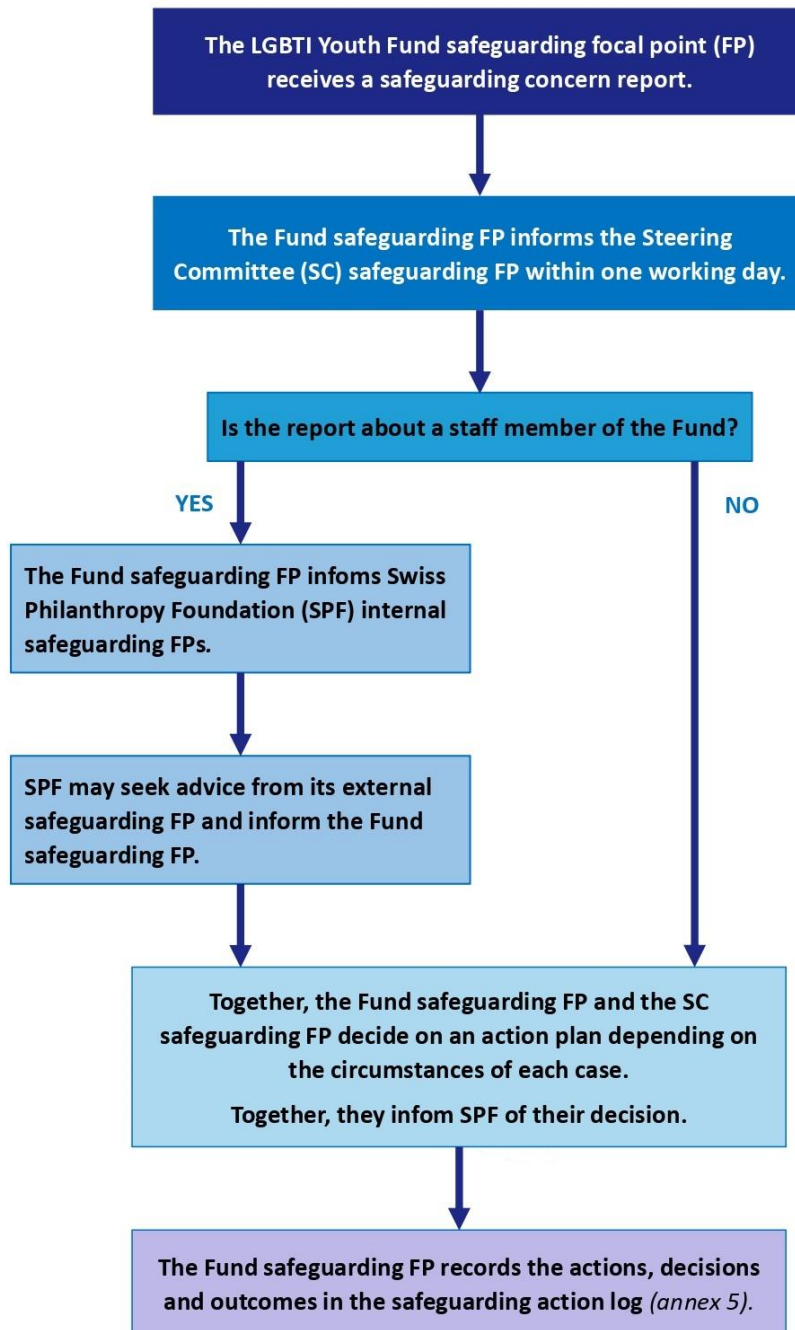 The LGBTI Youth Fund safeguarding focal point (FP)
receives a safeguarding concern report.
The Fund safeguarding FP informs the Steering
Committee (SC) safeguarding FP within one working day.
Is the report about a staff member of the Fund?
YES
NO
The Fund safeguarding FP infoms Swiss
Philanthropy Foundation (SPF) internal
safeguarding FPs.
SPF may seek advice from its external
safeguarding FP and inform the Fund
safeguarding FP.
Together, the Fund safeguarding FP and the SC
safeguarding FP decide on an action plan depending on
the circumstances of each case.
Together, they infom SPF of their decision.
The Fund safeguarding FP records the actions, decisions
and outcomes in the safeguarding action log (annex 5).